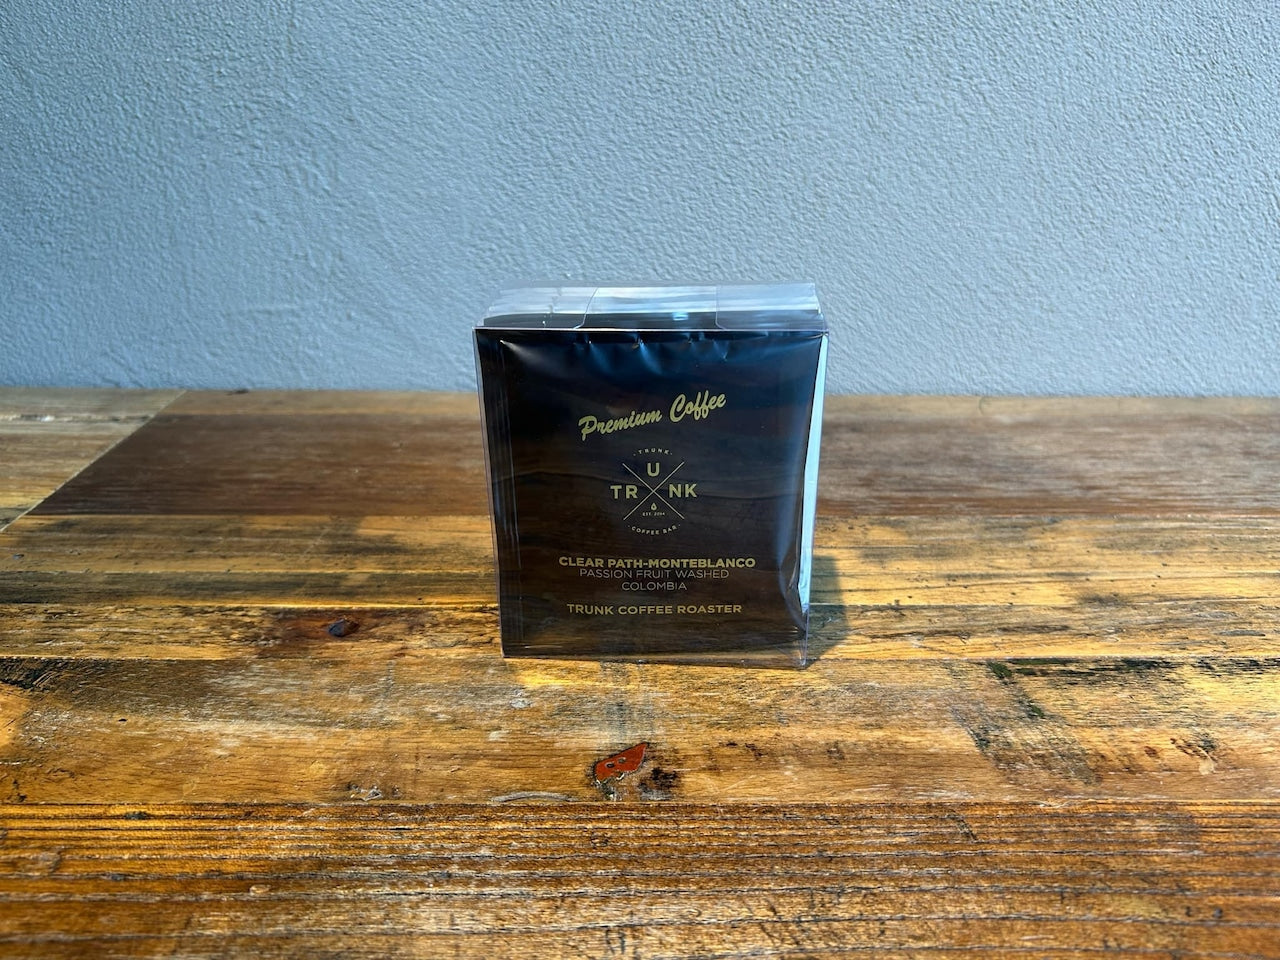 Premium Coffee
· TRUNK ·
U
TR NK
EST. 2014
· COFFEE BAR ·
CLEAR PATH-MONTEBLANCO
PASSION FRUIT WASHED
COLOMBIA
TRUNK COFFEE ROASTER